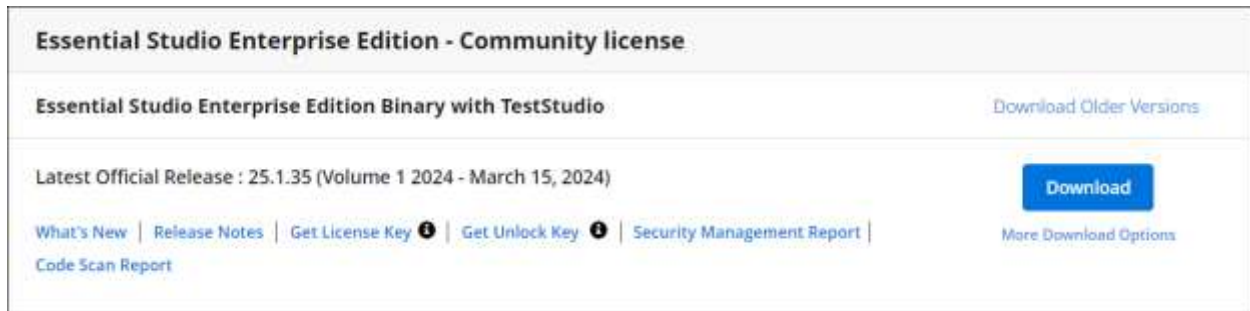 Essential Studio Enterprise Edition - Community license
Essential Studio Enterprise Edition Binary with TestStudio
Download Older Versions
Latest Official Release : 25.1.35 (Volume 1 2024 - March 15, 2024)
Download
What's New | Release Notes | Get License Key | Get Unlock Key | Security Management Report |
More Download Options
Code Scan Report